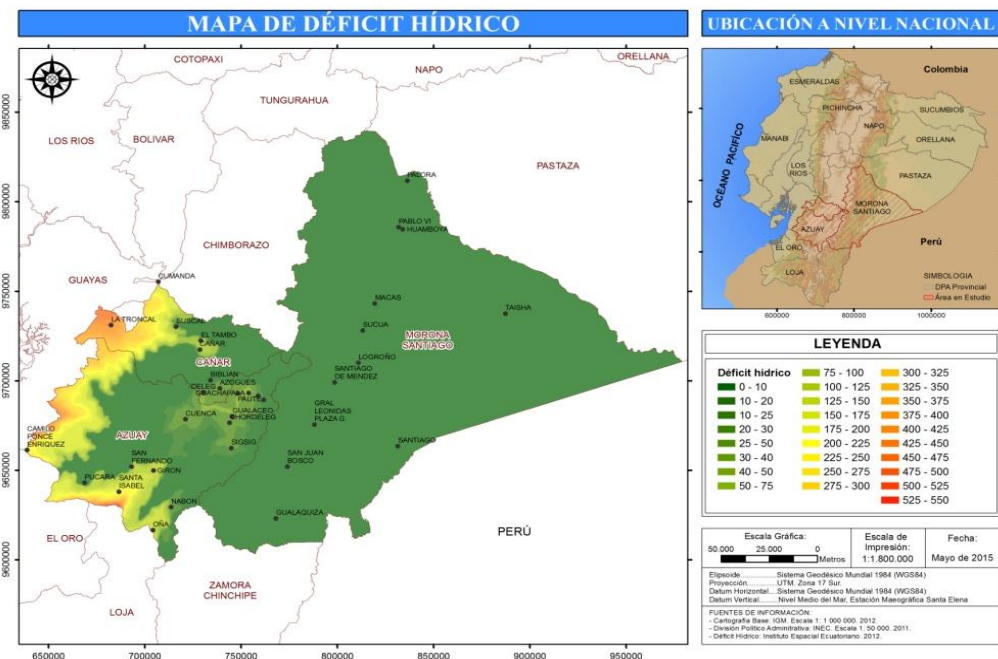 MAPA DE DÉFICIT HÍDRICO
COTOPAXI
NAPO
ORELLANA
TUNGURAHUA
LOS RIOS
BOLIVAR
PASTAZA
PALORA
PABLO VI
HUAMBOYA
CHIMBORAZO
GUAYAS
CUMANDA
MACAS
TAISHA
LA TRONCAL
SUSCAL
SUCUA
EL TAMBO
CAÑAR
MORONA
SANTIAGO
CAÑAR
LOGROÑO
BIBLIAN
SANTIAGO
DE MENDEZ
DELEG
AZOGUES
GUACHAPALA
PAUTE
CUENCA
GUALACEO
CHORDELEG
GRAL
LEONIDAS
PLAZA G.
CAMILO
PONCE
ENRIQUEZ
AZUAY
SIGSIG
SANTIAGO
SAN
FERNANDO
GIRON
SAN JUAN
BOSCO
PUCARA
SANTA
ISABEL
NABON
GUALAQUIZA
OÑA
PERÚ
EL ORO
ZAMORA
CHINCHIPE
LOJA
9850000
9800000
9750000
9700000
9650000
9600000
650000 700000 750000 800000 850000 900000 950000
UBICACIÓN A NIVEL NACIONAL
Colombia
ESMERALDAS
PICHINCHA
SUCUMBIOS
NAPO
ORELLANA
MANABI
LOS
RIOS
PASTAZA
OCÉANO PACIFÍCO
MORONA
SANTIAGO
AZUAY
EL ORO
LOJA
Perú
SIMBOLOGIA
DPA Provincial
Área en Estudio
600000 800000 1000000
LEYENDA
Déficit hídrico
0 - 10
10 - 20
10 - 25
20 - 30
25 - 50
30 - 40
40 - 50
50 - 75
75 - 100
100 - 125
125 - 150
150 - 175
175 - 200
200 - 225
225 - 250
250 - 275
275 - 300
300 - 325
325 - 350
350 - 375
375 - 400
400 - 425
425 - 450
450 - 475
475 - 500
500 - 525
525 - 550
Escala Gráfica:
50.000 25.000 0
Metros
Escala de
Impresión:
1:1.800.000
Fecha:
Mayo de 2015
Elipsoide..............Sistema Geodésico Mundial 1984 (WGS84)
Proyección............UTM. Zona 17 Sur.
Datum Horizontal....Sistema Geodésico Mundial 1984 (WGS84)
Datum Vertical........Nivel Medio del Mar, Estación Maeográfica Santa Elena
FUENTES DE INFORMACIÓN:
- Cartografía Base: IGM. Escala 1: 1 000 000. 2012.
- División Político Administrativa: INEC. Escala 1: 50 000. 2011.
- Déficit Hídrico: Instituto Espacial Ecuatoriano. 2012.